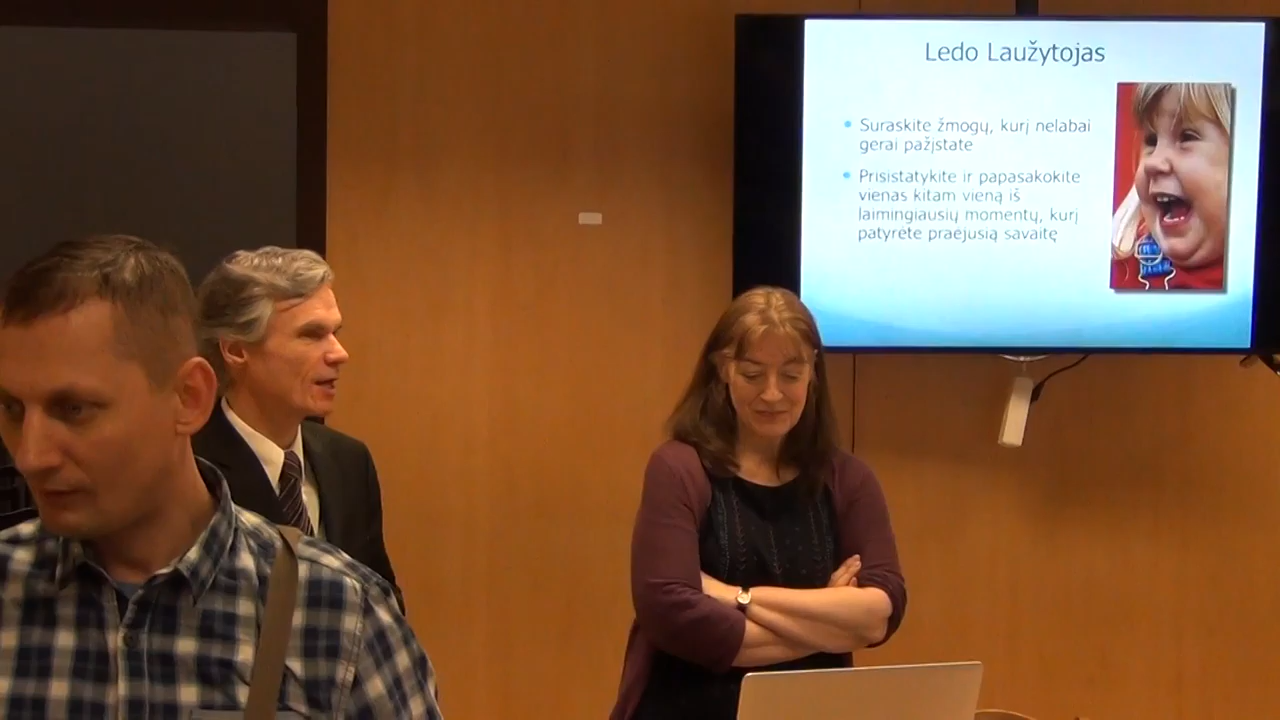 Ledo Laužytojas
Suraskite žmogų, kurį nelabai
gerai pažįstate
Prisistatykite ir papasakokite
vienas kitam vieną iš
laimingiausių momentų, kurį
patyrėte praėjusią savaitę